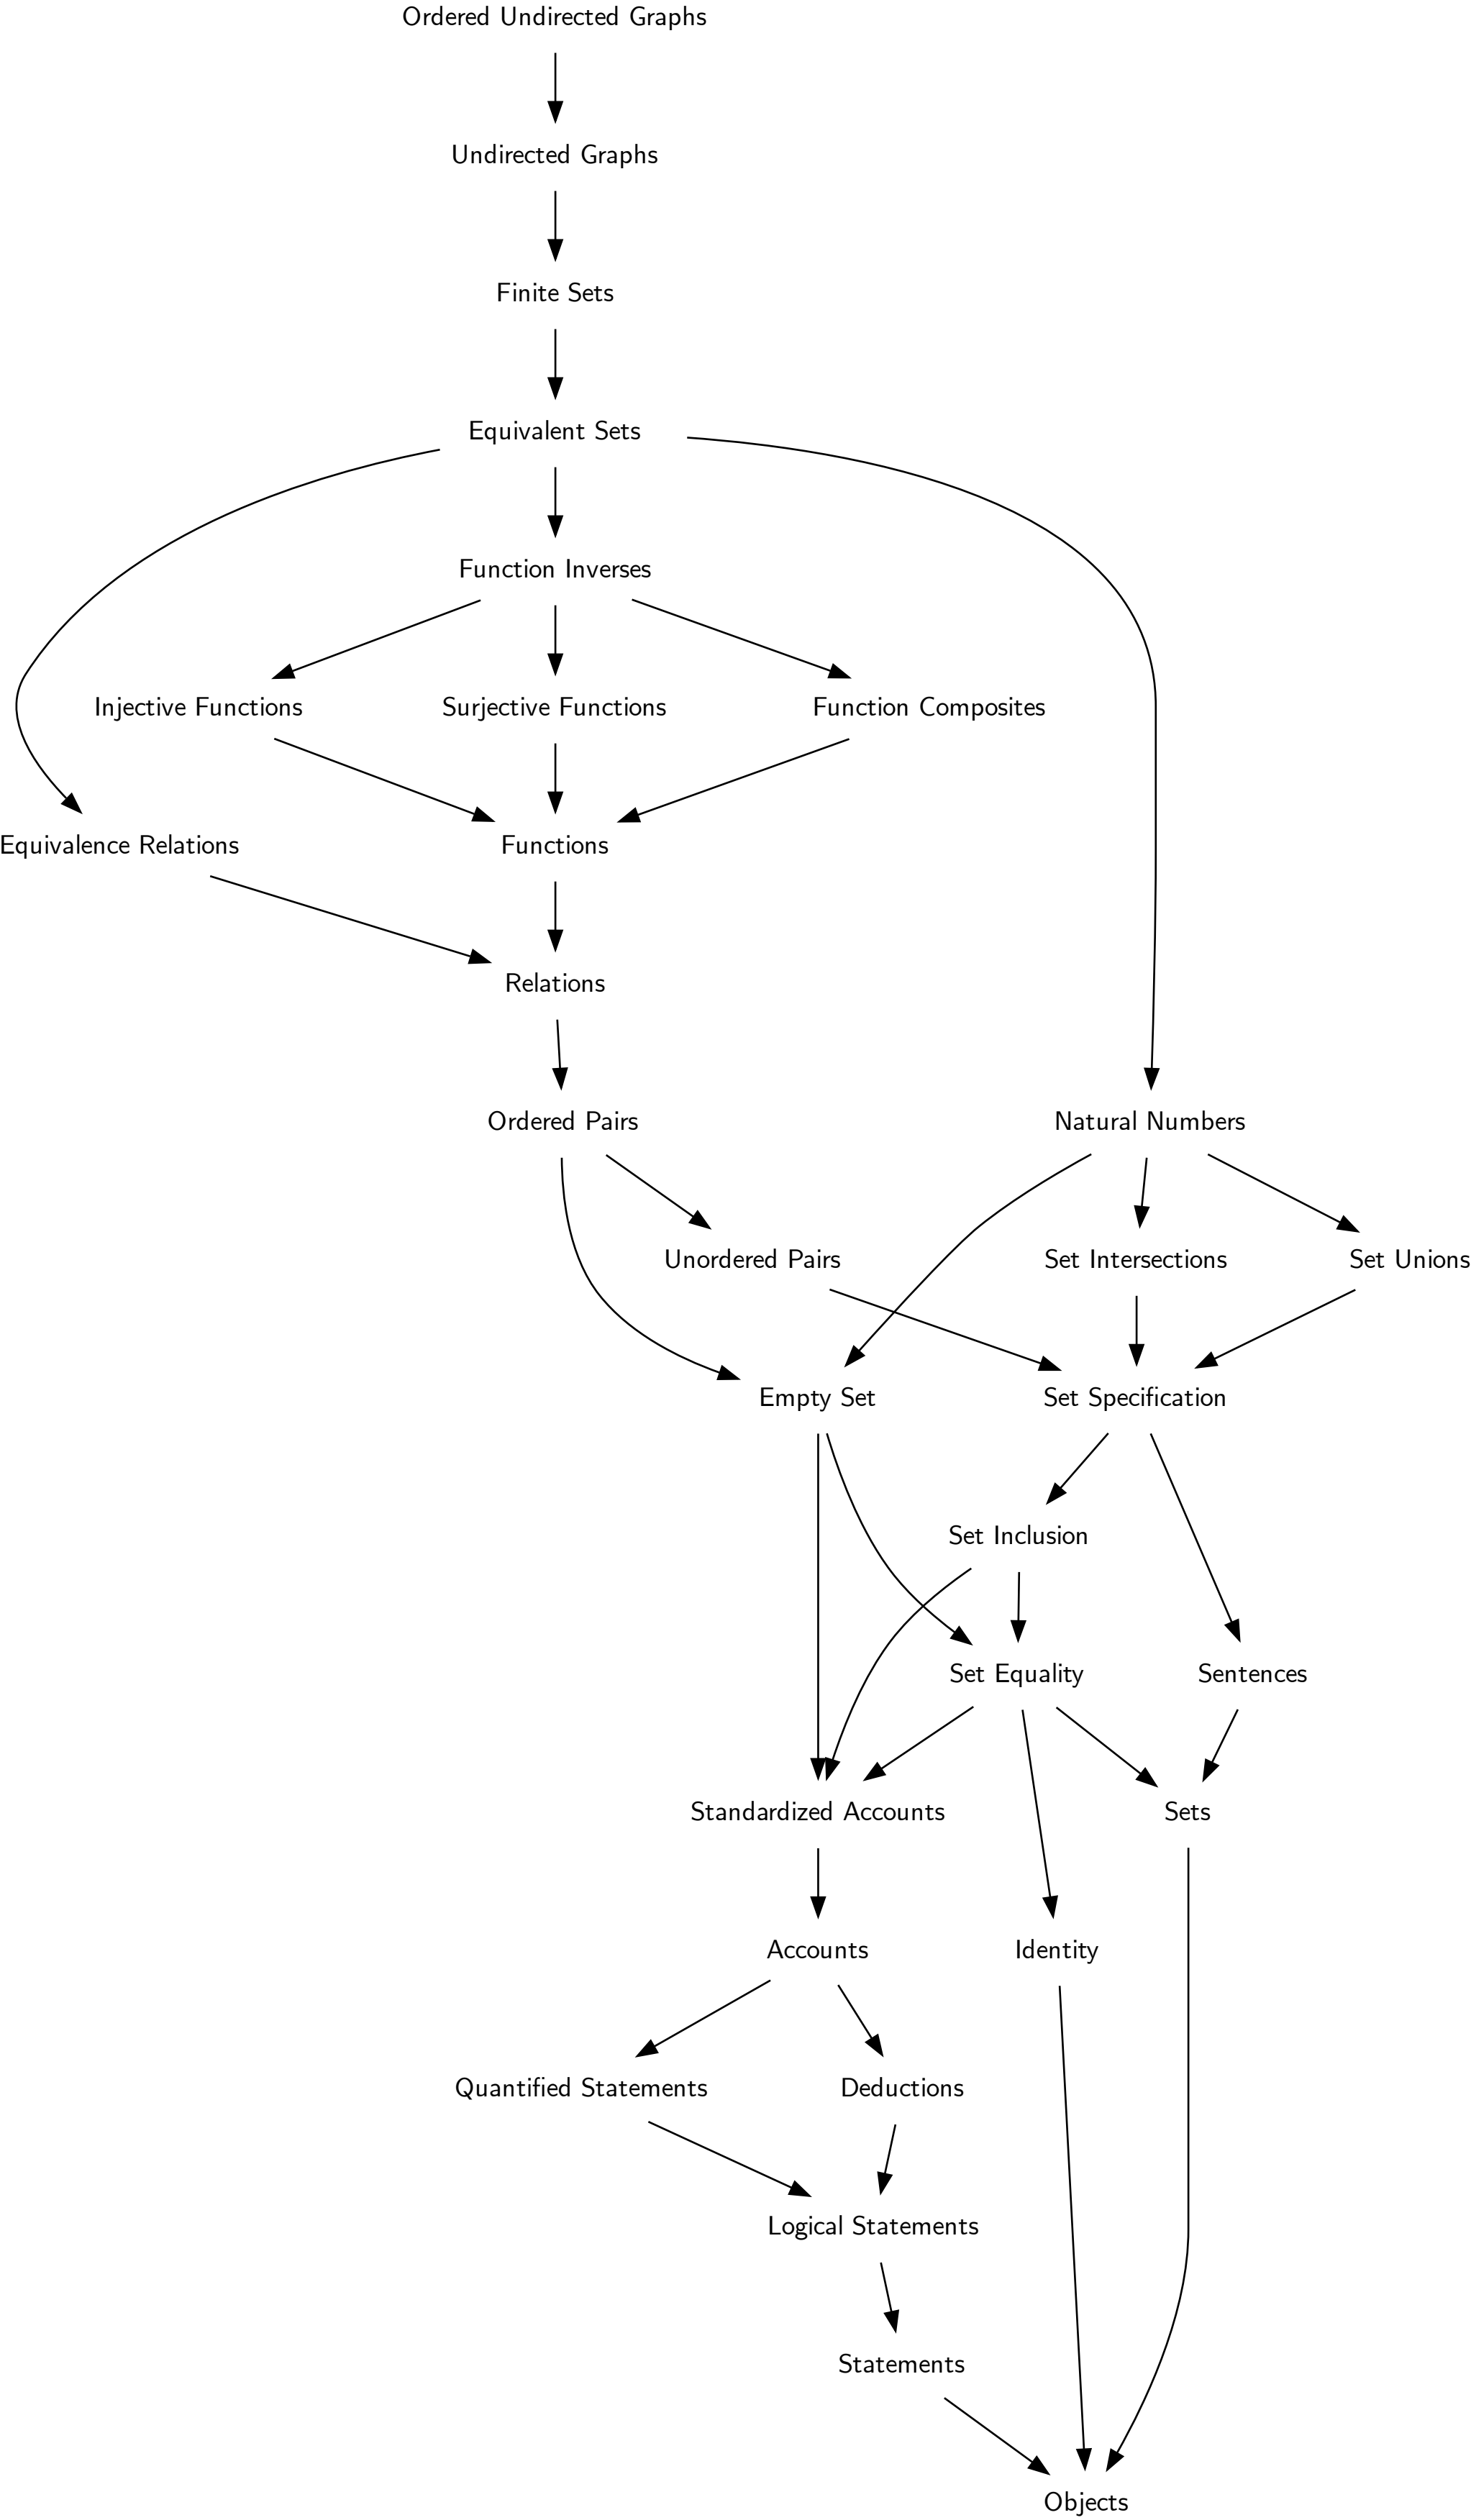 Ordered Undirected Graphs
Undirected Graphs
Finite Sets
Equivalent Sets
Function Inverses
Injective Functions
Surjective Functions
Function Composites
Equivalence Relations
Functions
Relations
Ordered Pairs
Natural Numbers
Unordered Pairs
Set Intersections
Set Unions
Empty Set
Set Specification
Set Inclusion
Set Equality
Sentences
Standardized Accounts
Sets
Accounts
Identity
Quantified Statements
Deductions
Logical Statements
Statements
Objects